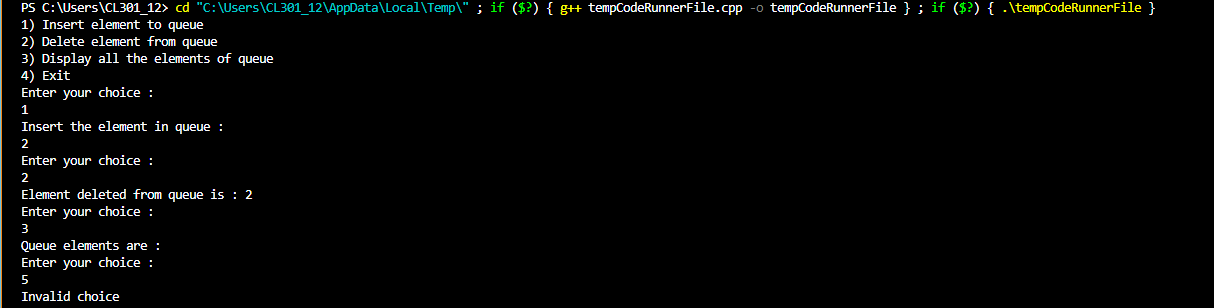 PS C:\Users\CL301_12> cd "C:\Users\CL301_12\AppData\Local\Temp\" ; if ($?) { g++ tempCodeRunnerFile.cpp -o tempCodeRunnerFile } ; if ($?) { .\tempCodeRunnerFile }
1) Insert element to queue
2) Delete element from queue
3) Display all the elements of queue
4) Exit
Enter your choice :
1
Insert the element in queue :
2
Enter your choice :
2
Element deleted from queue is : 2
Enter your choice :
3
Queue elements are :
Enter your choice :
5
Invalid choice